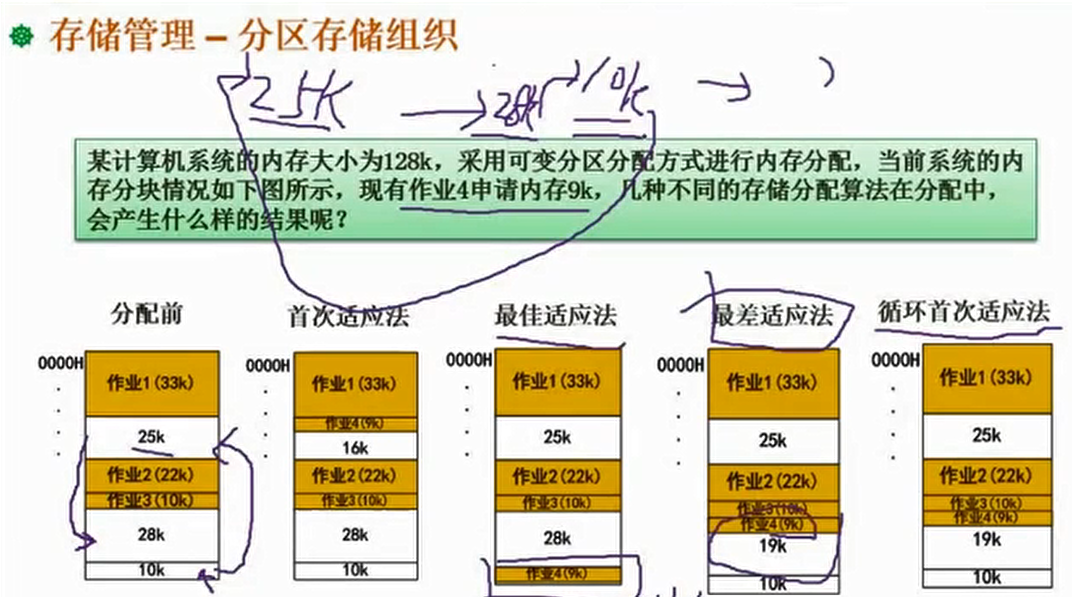 存储管理 – 分区存储组织
25K → 28K → 10K →
某计算机系统的内存大小为128k，采用可变分区分配方式进行内存分配，当前系统的内
存分块情况如下图所示，现有作业4申请内存9k，几种不同的存储分配算法在分配中，
会产生什么样的结果呢？
分配前
0000H
作业1(33k)
25k
作业2(22k)
作业3(10k)
28k
10k
首次适应法
0000H
作业1(33k)
作业4(9k)
16k
作业2(22k)
作业3(10k)
28k
10k
最佳适应法
0000H
作业1(33k)
25k
作业2(22k)
作业3(10k)
28k
作业4(9k)
最差适应法
0000H
作业1(33k)
25k
作业2(22k)
作业3(10k)
作业4(9k)
19k
10k
循环首次适应法
0000H
作业1(33k)
25k
作业2(22k)
作业3(10k)
作业4(9k)
19k
10k